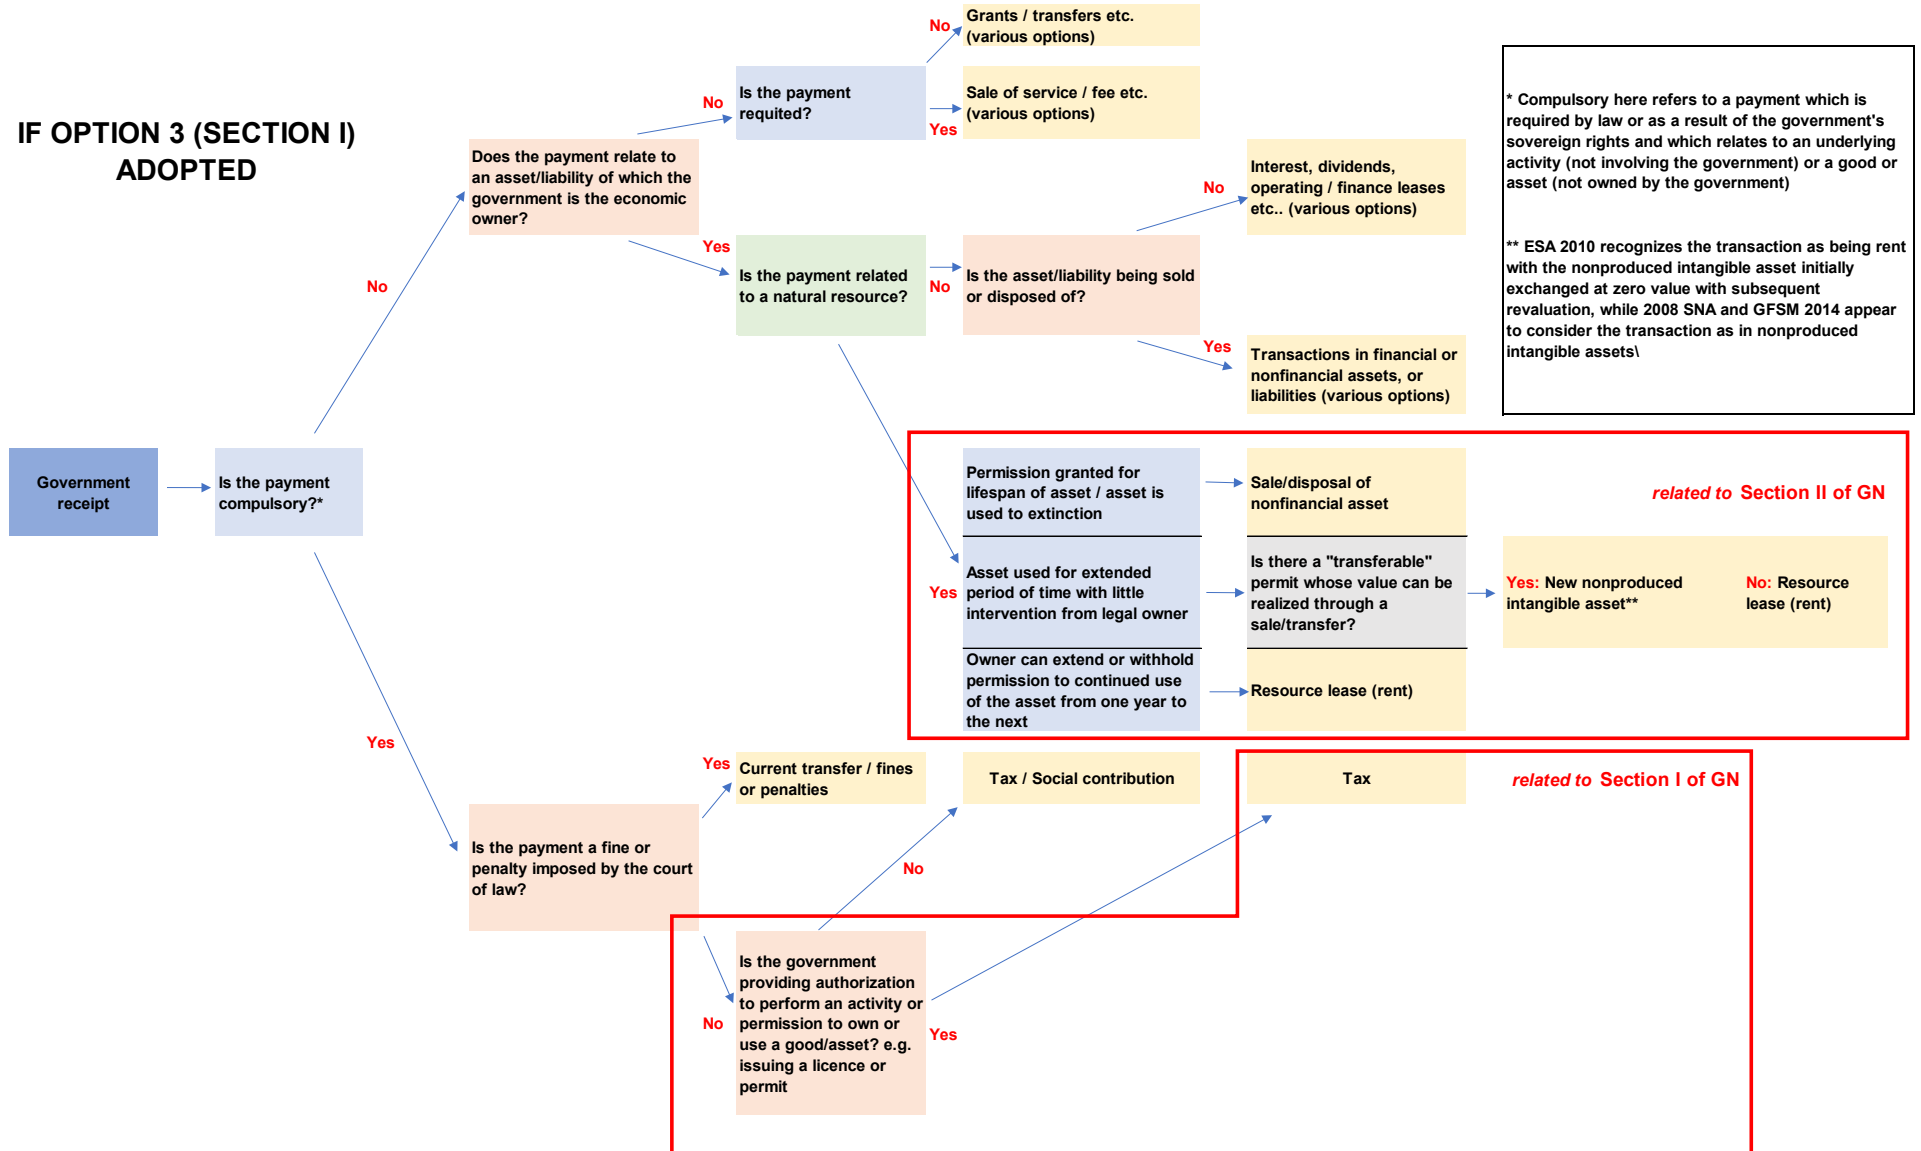 IF OPTION 3 (SECTION I)
ADOPTED
Government
receipt
Is the payment
compulsory?*
No
Yes
Does the payment relate to
an asset/liability of which the
government is the economic
owner?
No
Yes
Is the payment
requited?
No
Yes
Grants / transfers etc.
(various options)
Sale of service / fee etc.
(various options)
Is the payment related
to a natural resource?
No
Yes
Is the asset/liability being sold
or disposed of?
No
Yes
Interest, dividends,
operating / finance leases
etc.. (various options)
Transactions in financial or
nonfinancial assets, or
liabilities (various options)
* Compulsory here refers to a payment which is
required by law or as a result of the government's
sovereign rights and which relates to an underlying
activity (not involving the government) or a good or
asset (not owned by the government)
** ESA 2010 recognizes the transaction as being rent
with the nonproduced intangible asset initially
exchanged at zero value with subsequent
revaluation, while 2008 SNA and GFSM 2014 appear
to consider the transaction as in nonproduced
intangible assets\
Permission granted for
lifespan of asset / asset is
used to extinction
Sale/disposal of
nonfinancial asset
related to Section II of GN
Asset used for extended
period of time with little
intervention from legal owner
Is there a "transferable"
permit whose value can be
realized through a
sale/transfer?
Yes: New nonproduced
intangible asset**
No: Resource
lease (rent)
Owner can extend or withhold
permission to continued use
of the asset from one year to
the next
Resource lease (rent)
Is the payment a fine or
penalty imposed by the court
of law?
Yes
No
Current transfer / fines
or penalties
Tax / Social contribution
Tax
related to Section I of GN
No
Is the government
providing authorization
to perform an activity or
permission to own or
use a good/asset? e.g.
issuing a licence or
permit
Yes